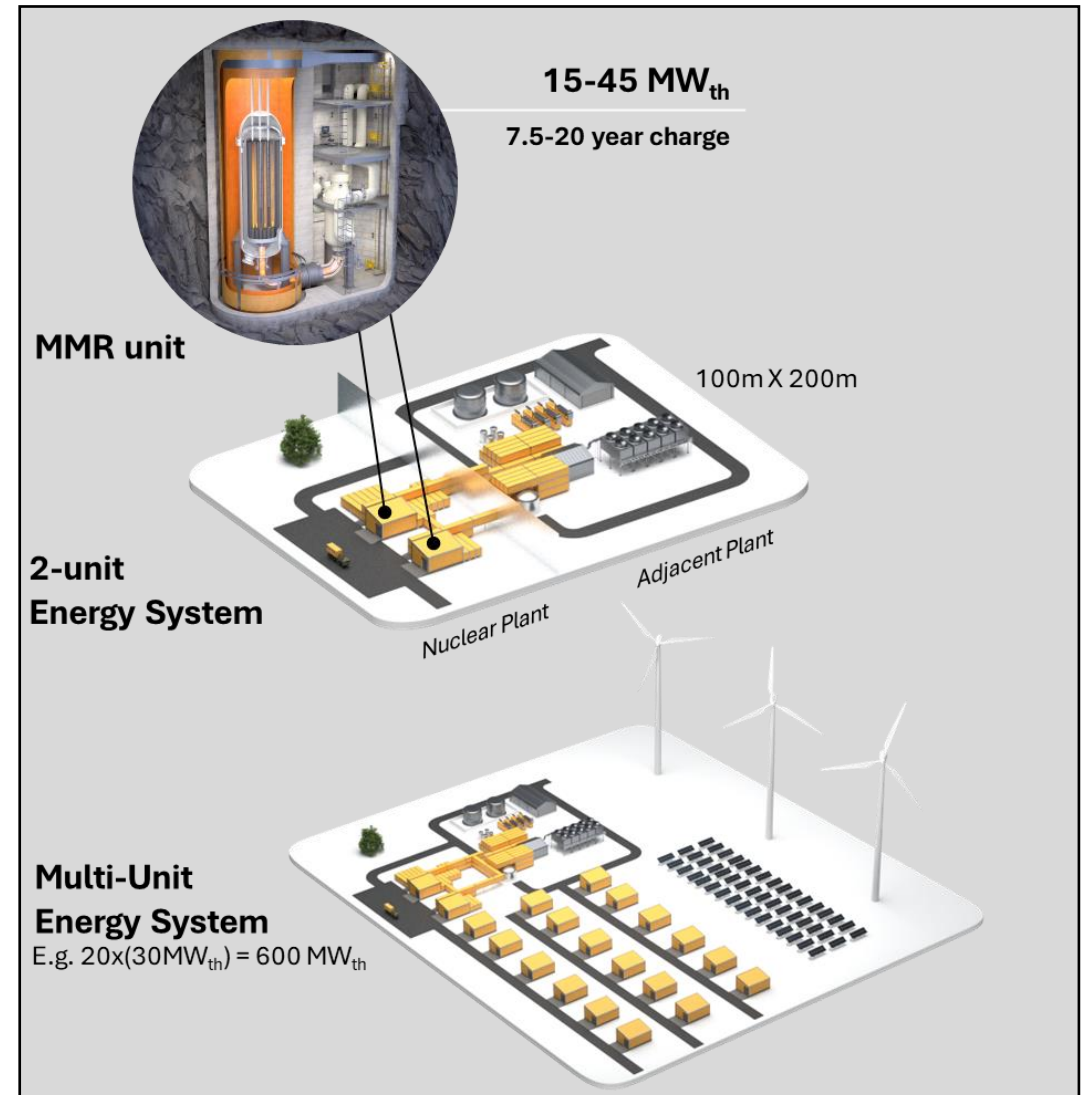 15-45 MWth
7.5-20 year charge
MMR unit
100m X 200m
2-unit
Energy System
Adjacent Plant
Nuclear Plant
Multi-Unit
Energy System
E.g. 20x(30MWth) = 600 MWth